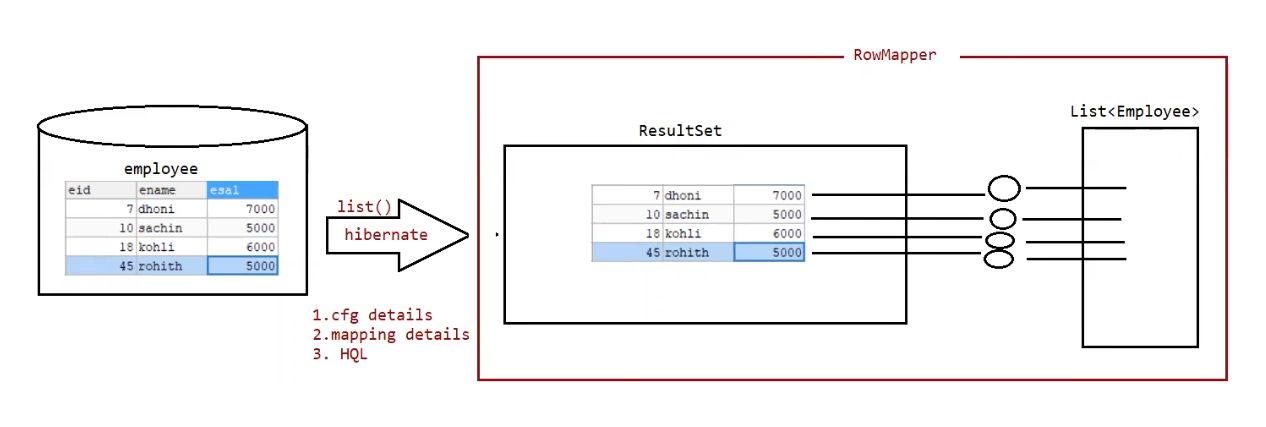 RowMapper
List<Employee>
ResultSet
employee
eid ename esal
7 dhoni 7000
10 sachin 5000
18 kohli 6000
45 rohith 5000
list()
hibernate
1.cfg details
2.mapping details
3. HQL
7 dhoni 7000
10 sachin 5000
18 kohli 6000
45 rohith 5000